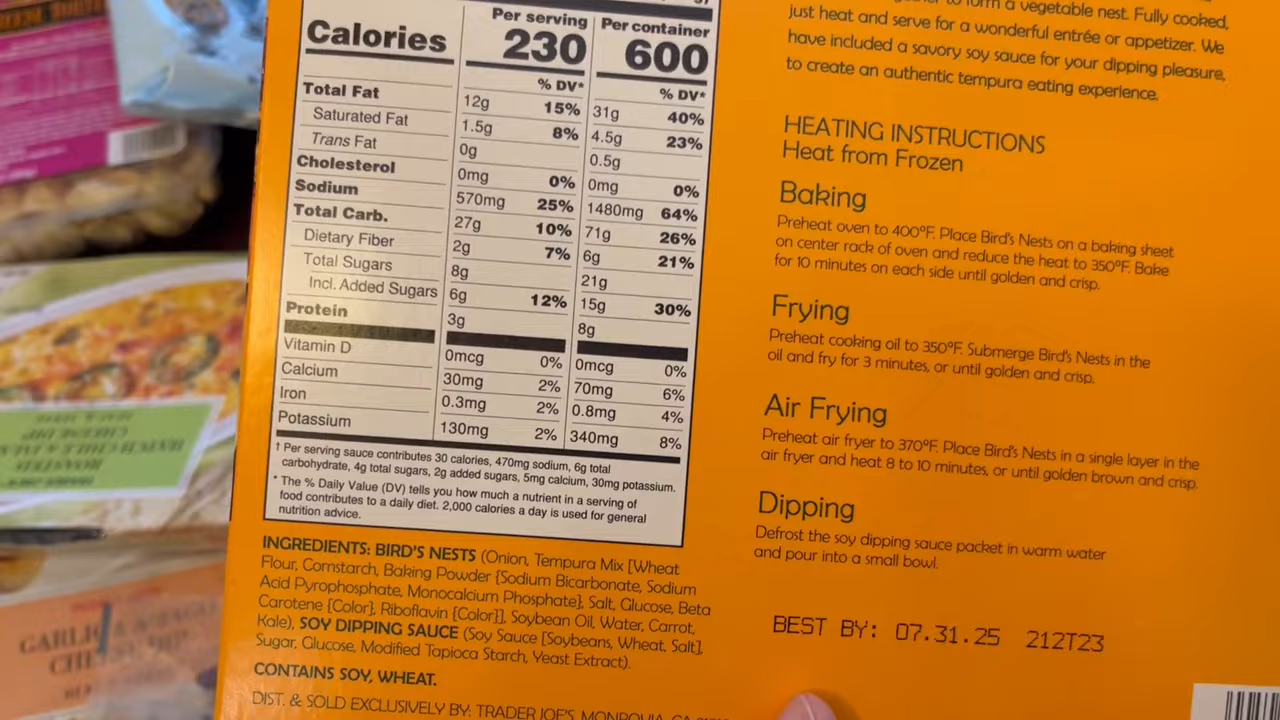 to form a vegetable nest. Fully cooked,
just heat and serve for a wonderful entrée or appetizer. We
have included a savory soy sauce for your dipping pleasure,
to create an authentic tempura eating experience.
Per serving Per container
Calories 230 600
% DV* % DV*
Total Fat 12g 15% 31g 40%
Saturated Fat 1.5g 8% 4.5g 23%
Trans Fat 0g 0.5g
Cholesterol 0mg 0% 0mg 0%
Sodium 570mg 25% 1480mg 64%
Total Carb. 27g 10% 71g 26%
Dietary Fiber 2g 7% 6g 21%
Total Sugars 8g 21g
Incl. Added Sugars 6g 12% 15g 30%
Protein 3g 8g
Vitamin D 0mcg 0% 0mcg 0%
Calcium 30mg 2% 70mg 6%
Iron 0.3mg 2% 0.8mg 4%
Potassium 130mg 2% 340mg 8%
† Per serving sauce contributes 30 calories, 470mg sodium, 6g total
carbohydrate, 4g total sugars, 2g added sugars, 5mg calcium, 30mg potassium.
* The % Daily Value (DV) tells you how much a nutrient in a serving of
food contributes to a daily diet. 2,000 calories a day is used for general
nutrition advice.
INGREDIENTS: BIRD'S NESTS (Onion, Tempura Mix [Wheat
Flour, Cornstarch, Baking Powder {Sodium Bicarbonate, Sodium
Acid Pyrophosphate, Monocalcium Phosphate}, Salt, Glucose, Beta
Carotene {Color}, Riboflavin {Color}], Soybean Oil, Water, Carrot,
Kale), SOY DIPPING SAUCE (Soy Sauce [Soybeans, Wheat, Salt],
Sugar, Glucose, Modified Tapioca Starch, Yeast Extract).
CONTAINS SOY, WHEAT.
DIST. & SOLD EXCLUSIVELY BY: TRADER JOE'S, MONROVIA, CA
HEATING INSTRUCTIONS
Heat from Frozen
Baking
Preheat oven to 400°F. Place Bird's Nests on a baking sheet
on center rack of oven and reduce the heat to 350°F. Bake
for 10 minutes on each side until golden and crisp.
Frying
Preheat cooking oil to 350°F. Submerge Bird's Nests in the
oil and fry for 3 minutes, or until golden and crisp.
Air Frying
Preheat air fryer to 370°F. Place Bird's Nests in a single layer in the
air fryer and heat 8 to 10 minutes, or until golden brown and crisp.
Dipping
Defrost the soy dipping sauce packet in warm water
and pour into a small bowl.
BEST BY: 07.31.25 212T23
GARLIC